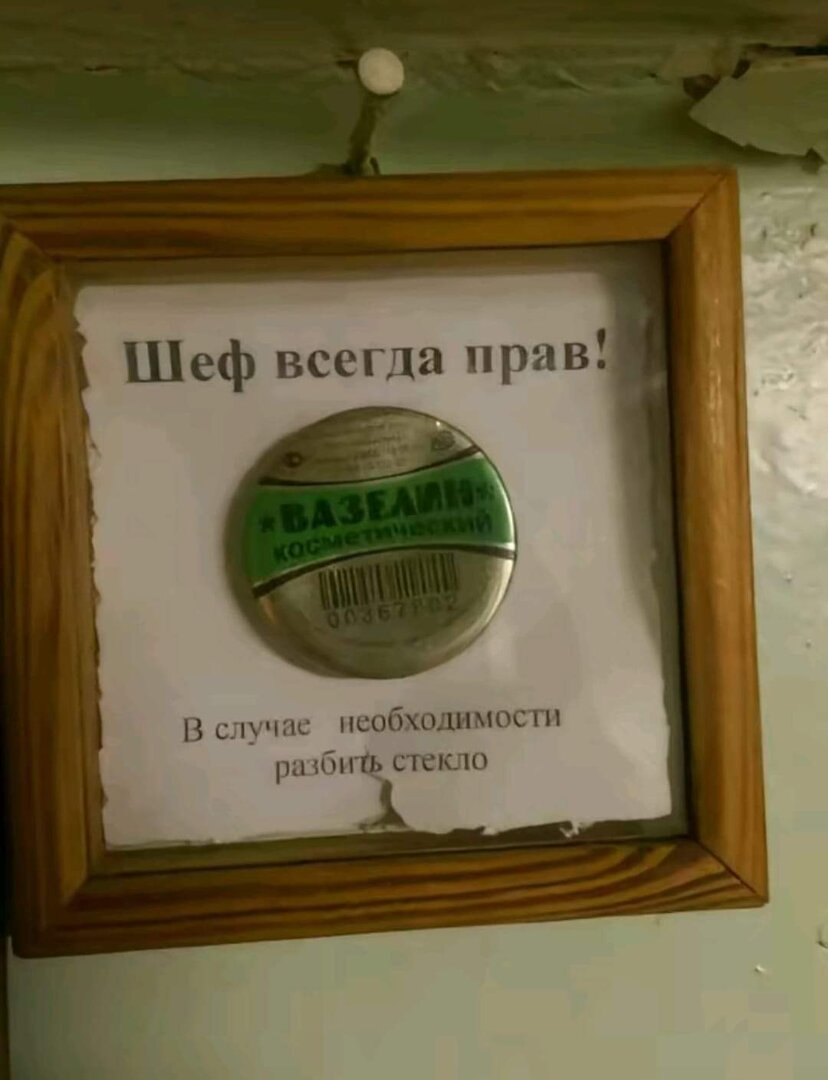 Шеф всегда прав!
ВАЗЕЛИН
косметический
В случае необходимости
разбить стекло